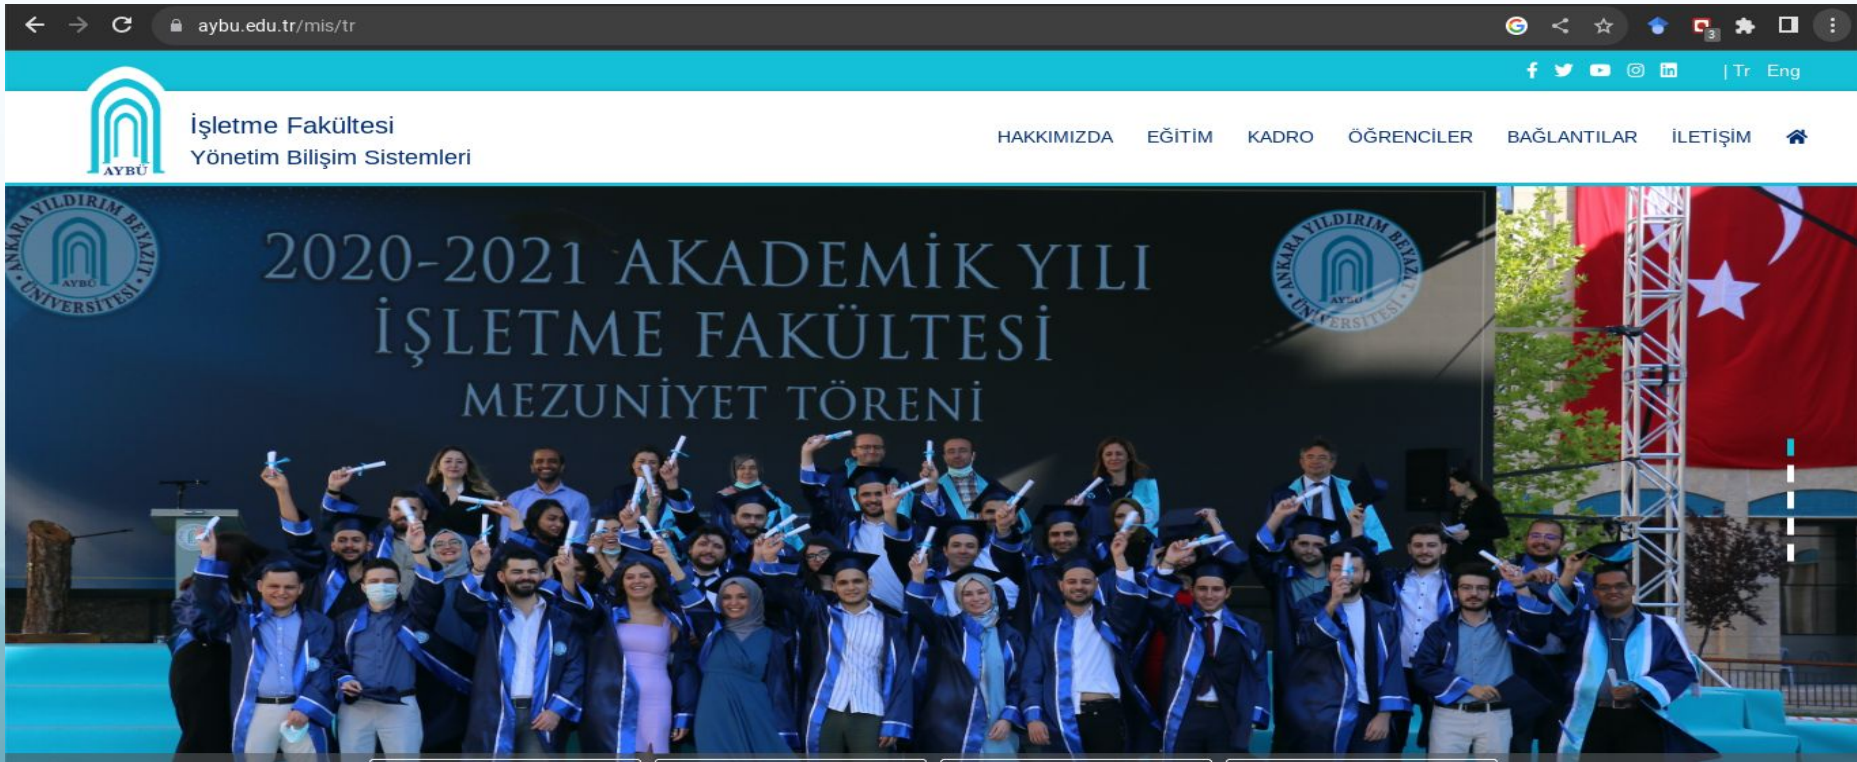 aybu.edu.tr/mis/tr
3
| Tr Eng
AYBÜ
İşletme Fakültesi
Yönetim Bilişim Sistemleri
HAKKIMIZDA EĞİTİM KADRO ÖĞRENCİLER BAĞLANTILAR İLETİŞİM
ANKARA YILDIRIM BEYAZIT ÜNİVERSİTESİ
AYBÜ
2020-2021 AKADEMİK YILI
İŞLETME FAKÜLTESİ
MEZUNİYET TÖRENİ
ANKARA YILDIRIM BEYAZIT ÜNİVERSİTESİ
AYBÜ